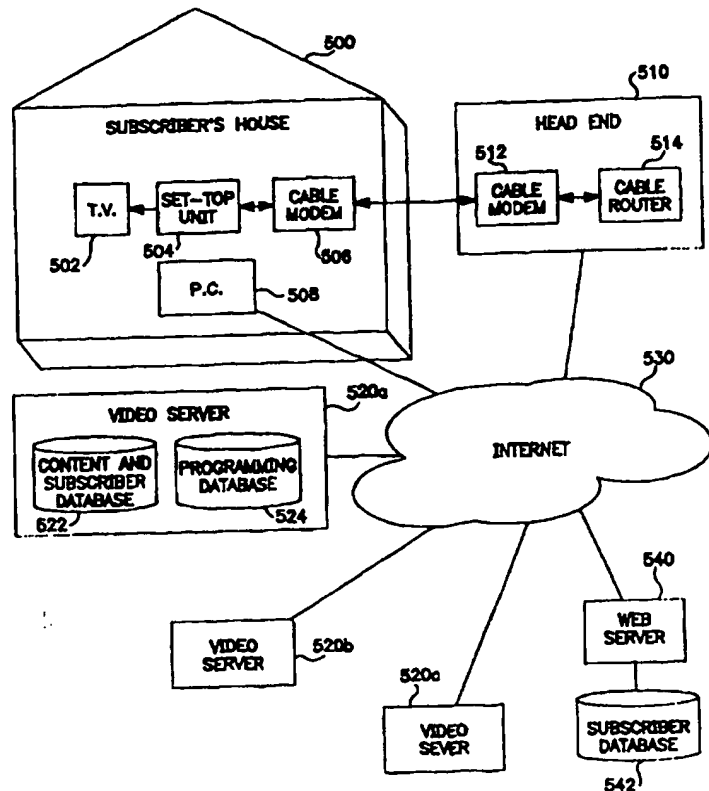 500
SUBSCRIBER'S HOUSE
T.V.
502
SET-TOP
UNIT
504
CABLE
MODEM
506
P.C.
508
510
HEAD END
512
CABLE
MODEM
514
CABLE
ROUTER
520a
VIDEO SERVER
CONTENT AND
SUBSCRIBER
DATABASE
522
PROGRAMMING
DATABASE
524
530
INTERNET
VIDEO
SERVER
520b
520c
VIDEO
SEVER
540
WEB
SERVER
SUBSCRIBER
DATABASE
542